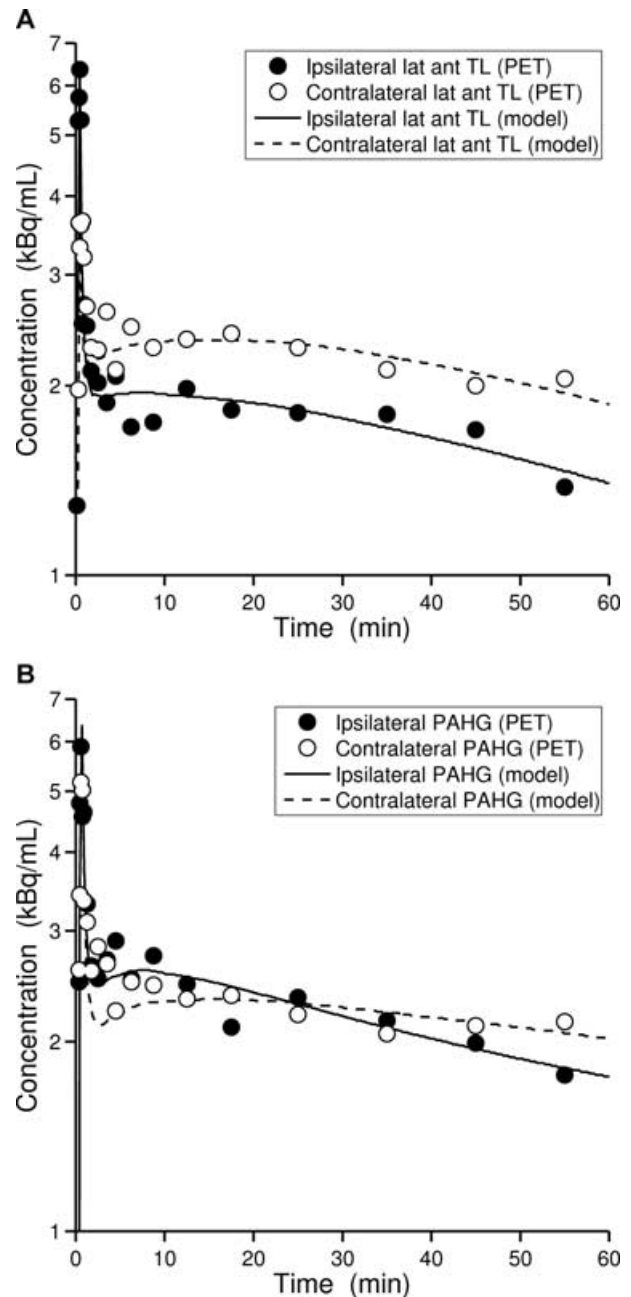 A
7
6
5
4
3
2
1
Concentration (kBq/mL)
Ipsilateral lat ant TL (PET)
Contralateral lat ant TL (PET)
Ipsilateral lat ant TL (model)
Contralateral lat ant TL (model)
0 10 20 30 40 50 60
Time (min)
B
7
6
5
4
3
2
1
Concentration (kBq/mL)
Ipsilateral PAHG (PET)
Contralateral PAHG (PET)
Ipsilateral PAHG (model)
Contralateral PAHG (model)
0 10 20 30 40 50 60
Time (min)